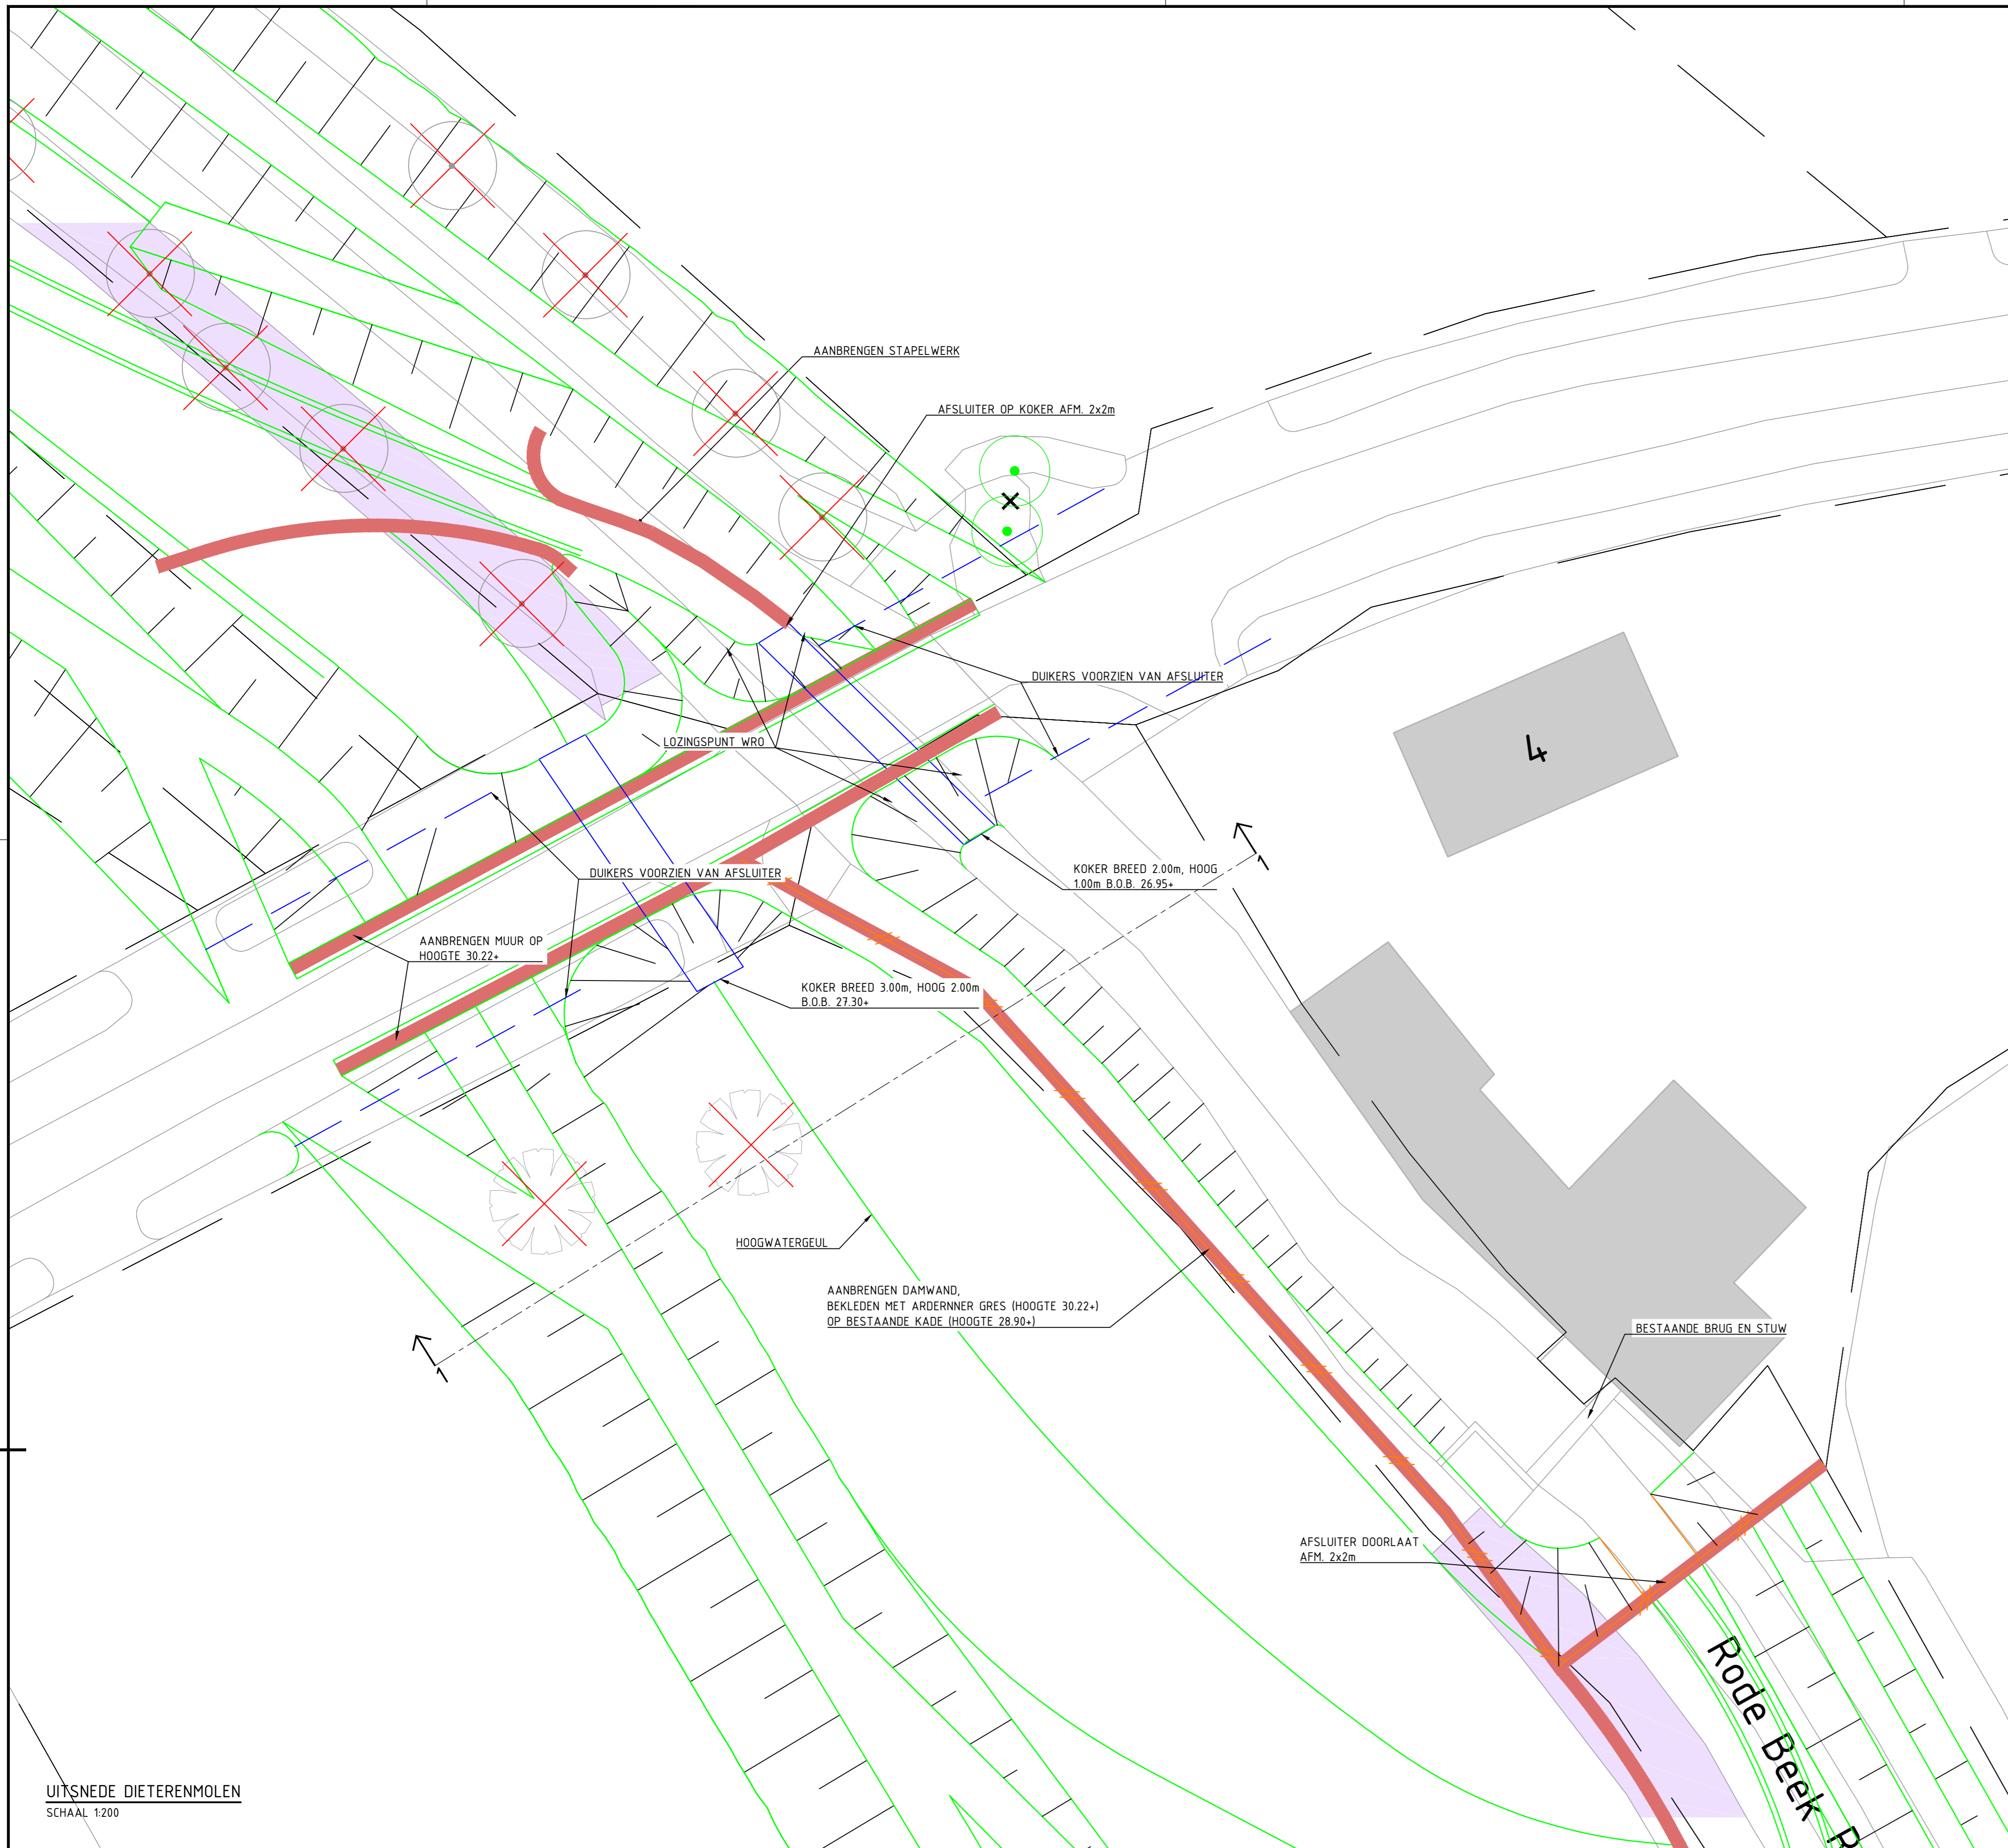 AANBRENGEN STAPELWERK
AFSLUITER OP KOKER AFM. 2x2m
DUIKERS VOORZIEN VAN AFSLUITER
LOZINGSPUNT WRO
4
1
KOKER BREED 2.00m, HOOG
1.00m B.O.B. 26.95+
DUIKERS VOORZIEN VAN AFSLUITER
AANBRENGEN MUUR OP
HOOGTE 30.22+
KOKER BREED 3.00m, HOOG 2.00m
B.O.B. 27.30+
HOOGWATERGEUL
AANBRENGEN DAMWAND,
BEKLEDEN MET ARDERNNER GRES (HOOGTE 30.22+)
OP BESTAANDE KADE (HOOGTE 28.90+)
1
BESTAANDE BRUG EN STUW
AFSLUITER DOORLAAT
AFM. 2x2m
Rode Beek
UITSNEDE DIETERENMOLEN
SCHAAL 1:200